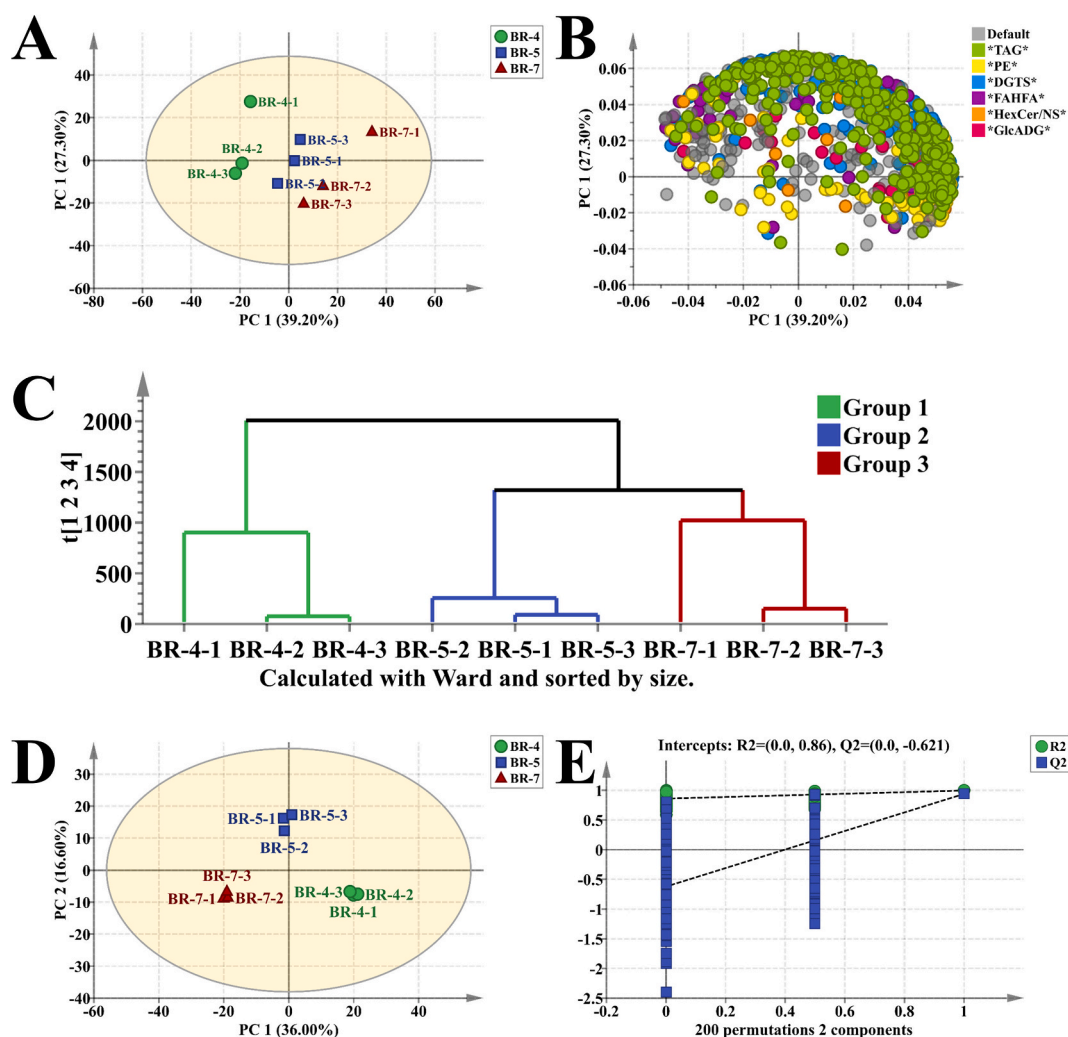 A
BR-4
BR-5
BR-7
PC 1 (27.30%)
40
20
0
-20
-40
-60
BR-4-1
BR-4-2
BR-4-3
BR-5-3
BR-5-1
BR-5-
BR-7-1
BR-7-2
BR-7-3
-80 -60 -40 -20 0 20 40 60
PC 1 (39.20%)
B
Default
*TAG*
*PE*
*DGTS*
*FAHFA*
*HexCer/NS*
*GlcADG*
PC 1 (27.30%)
0.06
0.04
0.02
0
-0.02
-0.04
-0.06
-0.06 -0.04 -0.02 0 0.02 0.04
PC 1 (39.20%)
C
Group 1
Group 2
Group 3
t[1 2 3 4]
2000
1500
1000
500
0
BR-4-1 BR-4-2 BR-4-3 BR-5-2 BR-5-1 BR-5-3 BR-7-1 BR-7-2 BR-7-3
Calculated with Ward and sorted by size.
D
BR-4
BR-5
BR-7
PC 2 (16.60%)
30
20
10
0
-10
-20
-30
-40
BR-5-1
BR-5-3
BR-5-2
BR-7-3
BR-7-1
BR-7-2
BR-4-3
BR-4-2
BR-4-1
-60 -40 -20 0 20 40
PC 1 (36.00%)
E
Intercepts: R2=(0.0, 0.86), Q2=(0.0, -0.621)
R2
Q2
1
0.5
0
-0.5
-1
-1.5
-2
-2.5
-0.2 0 0.2 0.4 0.6 0.8 1
200 permutations 2 components